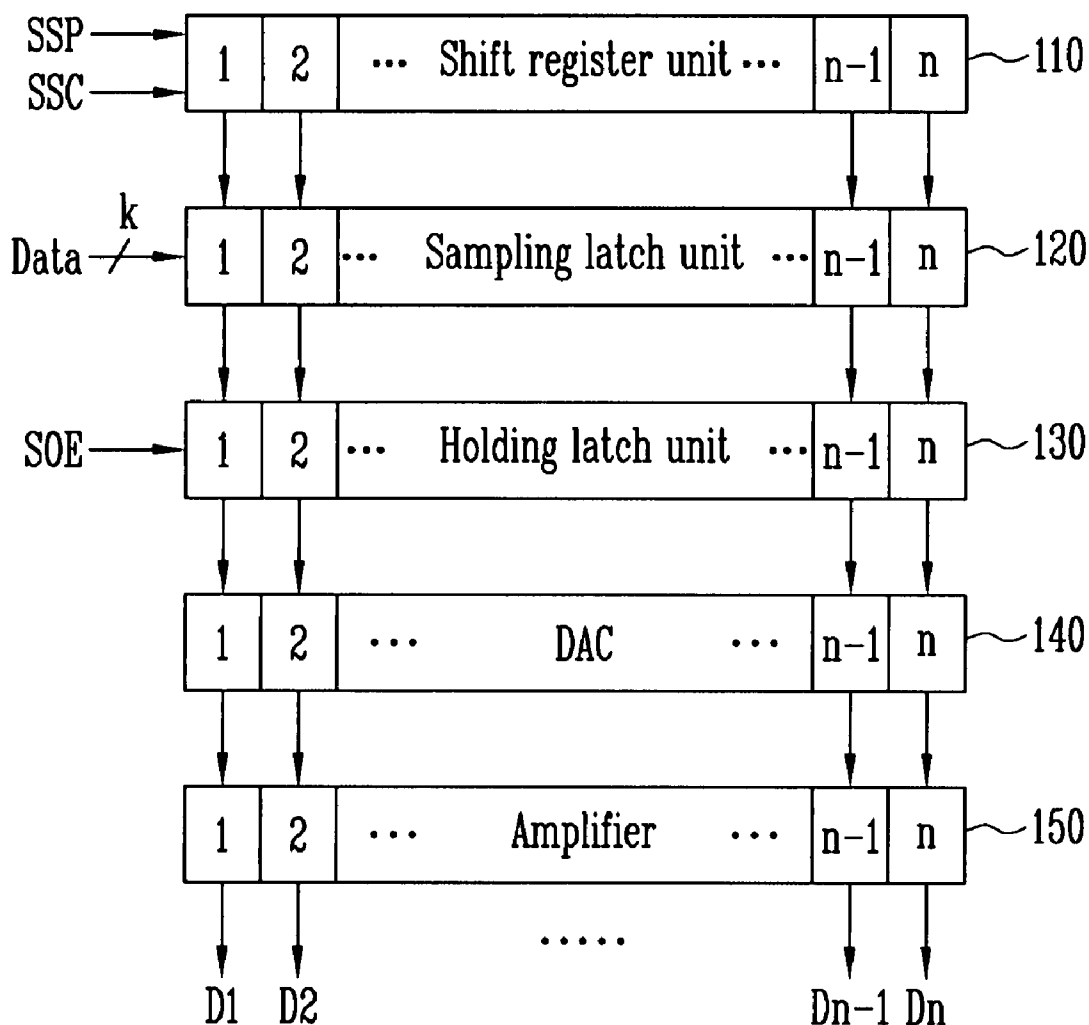 SSP
SSC
1 2 ... Shift register unit ... n-1 n
110
k
Data
1 2 ... Sampling latch unit ... n-1 n
120
SOE
1 2 ... Holding latch unit ... n-1 n
130
1 2 ... DAC ... n-1 n
140
1 2 ... Amplifier ... n-1 n
150
.....
D1 D2 Dn-1 Dn